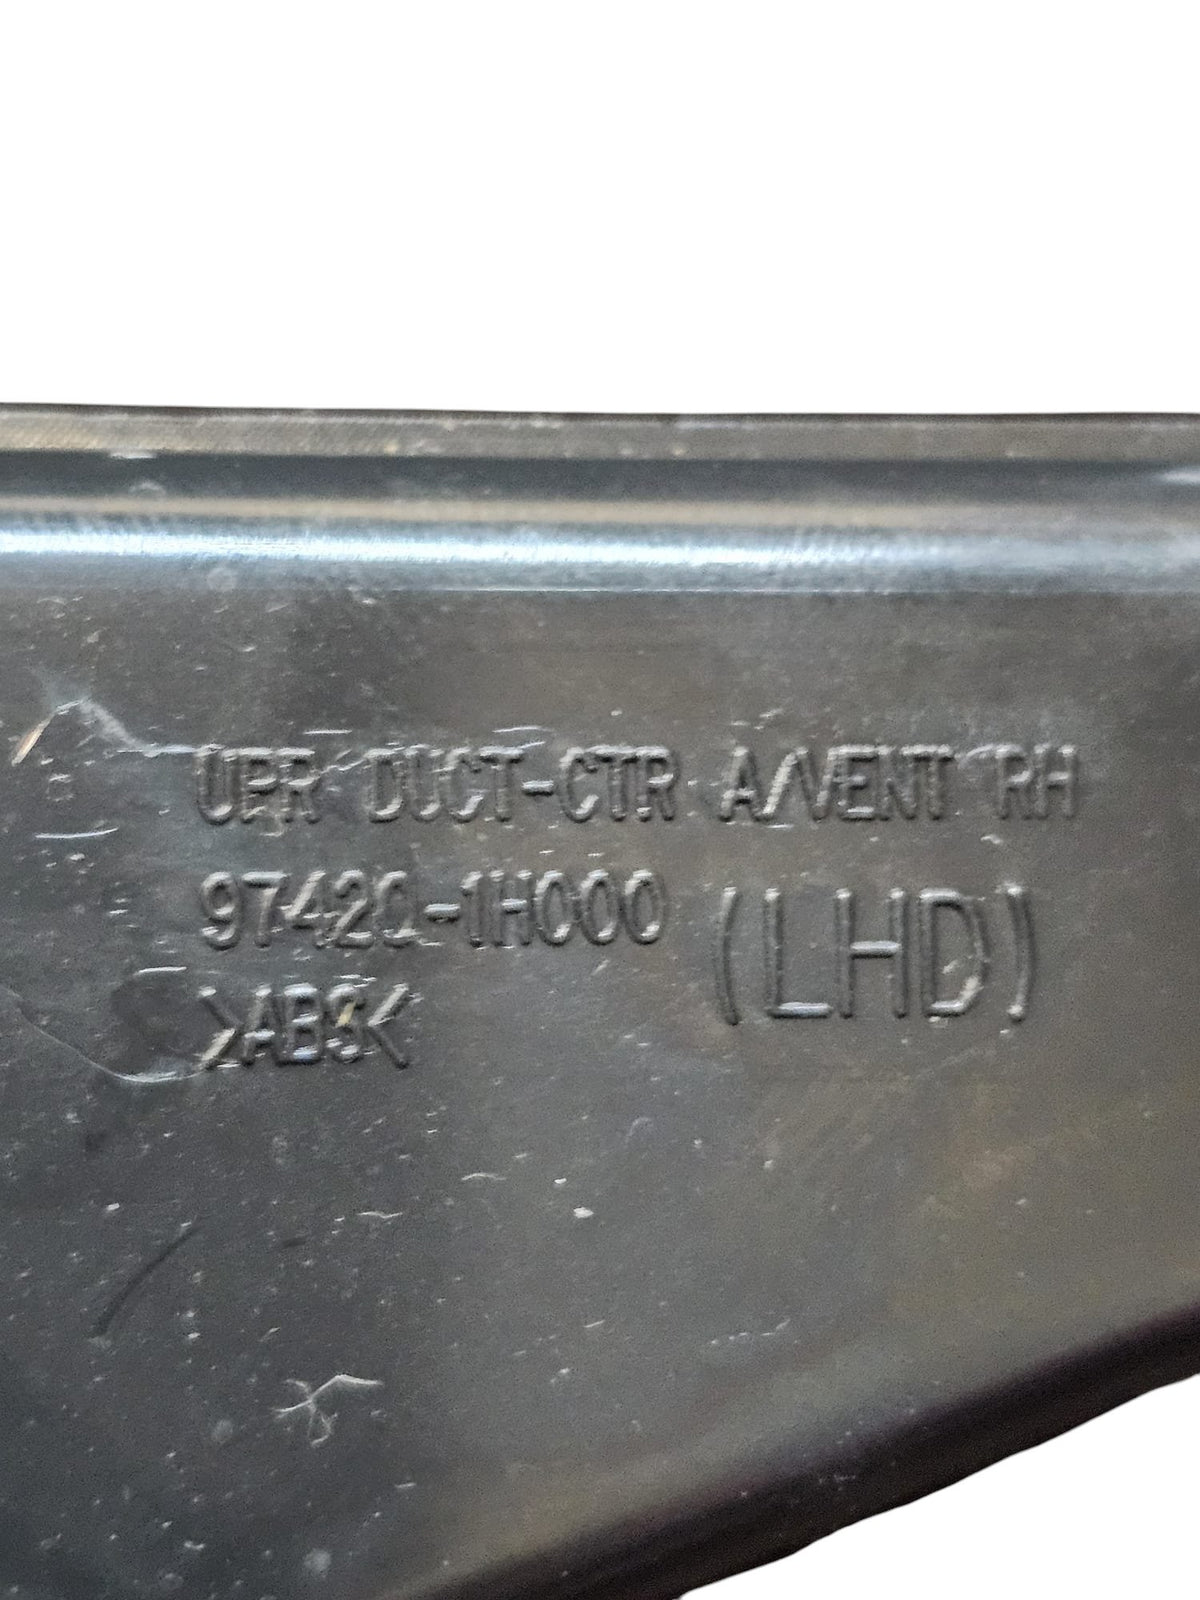 UPR DUCT-CTR A/VENT RH
97420-1H000 (LHD)
>ABS<